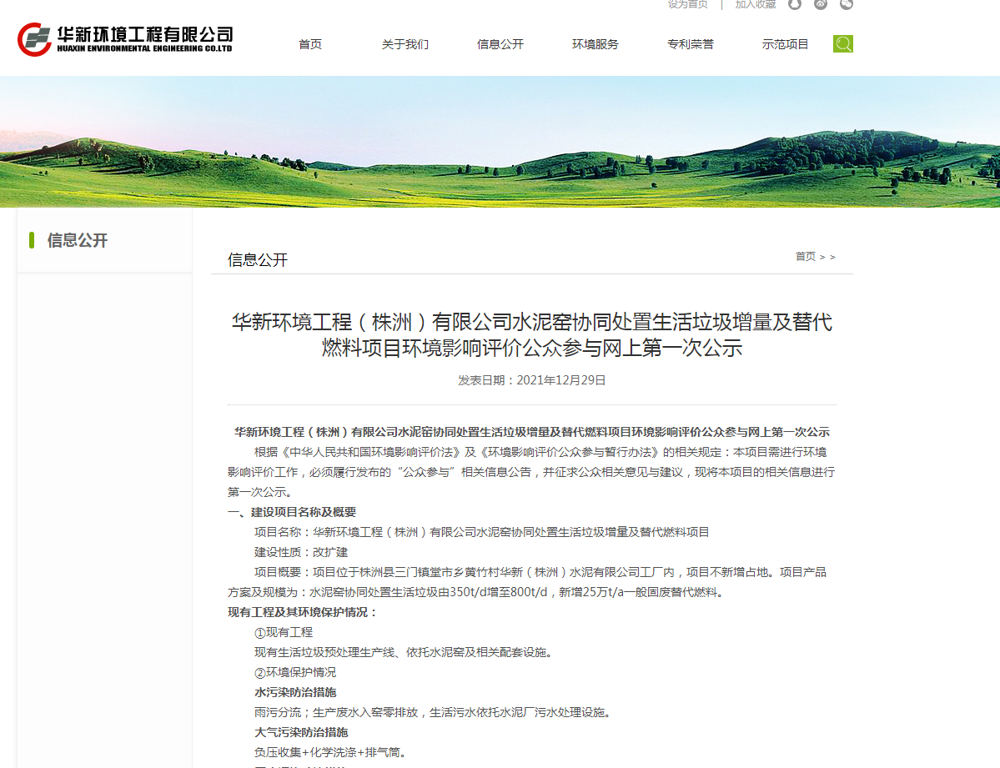 设为首页 | 加入收藏
华新环境工程有限公司
HUAXIN ENVIRONMENTAL ENGINEERING CO.LTD
首页 关于我们 信息公开 环境服务 专利荣誉 示范项目
信息公开
信息公开
首页 > >
华新环境工程（株洲）有限公司水泥窑协同处置生活垃圾增量及替代
燃料项目环境影响评价公众参与网上第一次公示
发表日期：2021年12月29日
华新环境工程（株洲）有限公司水泥窑协同处置生活垃圾增量及替代燃料项目环境影响评价公众参与网上第一次公示
根据《中华人民共和国环境影响评价法》及《环境影响评价公众参与暂行办法》的相关规定：本项目需进行环境
影响评价工作，必须履行发布的“公众参与”相关信息公告，并征求公众相关意见与建议，现将本项目的相关信息进行
第一次公示。
一、建设项目名称及概要
项目名称：华新环境工程（株洲）有限公司水泥窑协同处置生活垃圾增量及替代燃料项目
建设性质：改扩建
项目概要：项目位于株洲县三门镇堂市乡黄竹村华新（株洲）水泥有限公司工厂内，项目不新增占地。项目产品
方案及规模为：水泥窑协同处置生活垃圾由350t/d增至800t/d，新增25万t/a一般固废替代燃料。
现有工程及其环境保护情况：
①现有工程
现有生活垃圾预处理生产线、依托水泥窑及相关配套设施。
②环境保护情况
水污染防治措施
雨污分流；生产废水入窑零排放，生活污水依托水泥厂污水处理设施。
大气污染防治措施
负压收集+化学洗涤+排气筒。